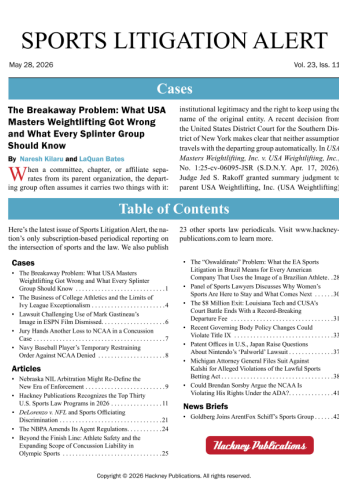 SPORTS LITIGATION ALERT
May 28, 2026
Vol. 23, Iss. 11
Cases
The Breakaway Problem: What USA
Masters Weightlifting Got Wrong
and What Every Splinter Group
Should Know
By Naresh Kilaru and LaQuan Bates
When a committee, chapter, or affiliate sepa-
rates from its parent organization, the depart-
ing group often assumes it carries two things with it:
institutional legitimacy and the right to keep using the
name of the original entity. A recent decision from
the United States District Court for the Southern Dis-
trict of New York makes clear that neither assumption
travels with the departing group automatically. In USA
Masters Weightlifting, Inc. v. USA Weightlifting, Inc.,
No. 1:25-cv-06095-JSR (S.D.N.Y. Apr. 17, 2026),
Judge Jed S. Rakoff granted summary judgment to
parent USA Weightlifting, Inc. (USA Weightlifting)
Table of Contents
Here's the latest issue of Sports Litigation Alert, the na-
tion's only subscription-based periodical reporting on
the intersection of sports and the law. We also publish
23 other sports law periodicals. Visit www.hackney-
publications.com to learn more.
Cases
• The Breakaway Problem: What USA Masters
Weightlifting Got Wrong and What Every Splinter
Group Should Know . . . . . . . . . . . . . . . . . . . . . . . . .1
• The Business of College Athletics and the Limits of
Ivy League Exceptionalism . . . . . . . . . . . . . . . . . . . . .4
• Lawsuit Challenging Use of Mark Gastineau's
Image in ESPN Film Dismissed. . . . . . . . . . . . . . . . .6
• Jury Hands Another Loss to NCAA in a Concussion
Case . . . . . . . . . . . . . . . . . . . . . . . . . . . . . . . . . . . .7
• Navy Baseball Player's Temporary Restraining
Order Against NCAA Denied . . . . . . . . . . . . . . . . . .8
Articles
• Nebraska NIL Arbitration Might Re-Define the
New Era of Enforcement . . . . . . . . . . . . . . . . . . . . .9
• Hackney Publications Recognizes the Top Thirty
U.S. Sports Law Programs in 2026 . . . . . . . . . . . . .11
• DeLorenzo v. NFL and Sports Officiating
Discrimination . . . . . . . . . . . . . . . . . . . . . . . . . . . .21
• The NBPA Amends Its Agent Regulations. . . . . . . . .24
• Beyond the Finish Line: Athlete Safety and the
Expanding Scope of Concussion Liability in
Olympic Sports . . . . . . . . . . . . . . . . . . . . . . . . . . .25
• The "Oswaldinato" Problem: What the EA Sports
Litigation in Brazil Means for Every American
Company That Uses the Image of a Brazilian Athlete. .28
• Panel of Sports Lawyers Discusses Why Women's
Sports Are Here to Stay and What Comes Next . . . . . .30
• The $8 Million Exit: Louisiana Tech and CUSA's
Court Battle Ends With a Record-Breaking
Departure Fee . . . . . . . . . . . . . . . . . . . . . . . . . . . .31
• Recent Governing Body Policy Changes Could
Violate Title IX . . . . . . . . . . . . . . . . . . . . . . . . . . .33
• Patent Offices in U.S., Japan Raise Questions
About Nintendo's 'Palworld' Lawsuit . . . . . . . . . . . . .37
• Michigan Attorney General Files Suit Against
Kalshi for Alleged Violations of the Lawful Sports
Betting Act . . . . . . . . . . . . . . . . . . . . . . . . . . . . . .38
• Could Brendan Sorsby Argue the NCAA Is
Violating His Rights Under the ADA?. . . . . . . . . . . . .41
News Briefs
• Goldberg Joins ArentFox Schiff's Sports Group . . . . . .42
Hackney Publications
Copyright © 2026 Hackney Publications. All rights reserved.